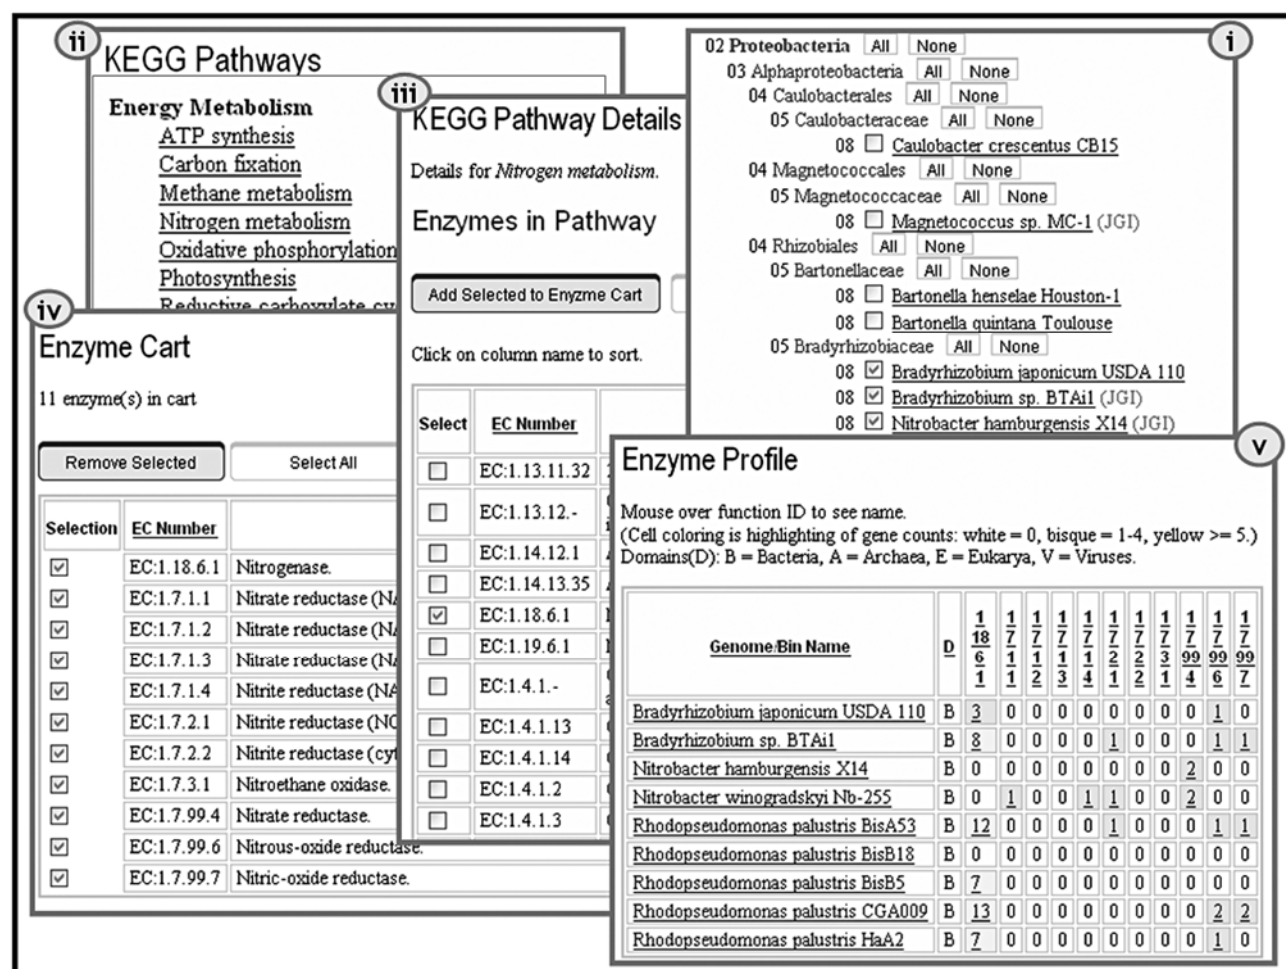 ii
KEGG Pathways
Energy Metabolism
ATP synthesis
Carbon fixation
Methane metabolism
Nitrogen metabolism
Oxidative phosphorylation
Photosynthesis
Reductive carboxylate cy
iii
KEGG Pathway Details
Details for Nitrogen metabolism.
Enzymes in Pathway
Add Selected to Enyzme Cart
Click on column name to sort.
Select EC Number
EC:1.13.11.32
EC:1.13.12.-
EC:1.14.12.1
EC:1.14.13.35
EC:1.18.6.1
EC:1.19.6.1
EC:1.4.1.-
EC:1.4.1.13
EC:1.4.1.14
EC:1.4.1.2
EC:1.4.1.3
i
02 Proteobacteria All None
03 Alphaproteobacteria All None
04 Caulobacterales All None
05 Caulobacteraceae All None
08 Caulobacter crescentus CB15
04 Magnetococcales All None
05 Magnetococcaceae All None
08 Magnetococcus sp. MC-1 (JGI)
04 Rhizobiales All None
05 Bartonellaceae All None
08 Bartonella henselae Houston-1
08 Bartonella quintana Toulouse
05 Bradyrhizobiaceae All None
08 Bradyrhizobium japonicum USDA 110
08 Bradyrhizobium sp. BTAi1 (JGI)
08 Nitrobacter hamburgensis X14 (JGI)
iv
Enzyme Cart
11 enzyme(s) in cart
Remove Selected Select All
Selection EC Number
EC:1.18.6.1 Nitrogenase.
EC:1.7.1.1 Nitrate reductase (NA
EC:1.7.1.2 Nitrate reductase (NA
EC:1.7.1.3 Nitrate reductase (NA
EC:1.7.1.4 Nitrite reductase (NA
EC:1.7.2.1 Nitrite reductase (NO
EC:1.7.2.2 Nitrite reductase (cyt
EC:1.7.3.1 Nitroethane oxidase.
EC:1.7.99.4 Nitrate reductase.
EC:1.7.99.6 Nitrous-oxide reductase.
EC:1.7.99.7 Nitric-oxide reductase.
v
Enzyme Profile
Mouse over function ID to see name.
(Cell coloring is highlighting of gene counts: white = 0, bisque = 1-4, yellow >= 5.)
Domains(D): B = Bacteria, A = Archaea, E = Eukarya, V = Viruses.
1 1 1 1 1 1 1 1 1 1 1
18 7 7 7 7 7 7 7 7 7 7
Genome/Bin Name D 6 1 1 1 1 2 2 3 99 99 99
1 1 2 3 4 1 2 1 4 6 7
Bradyrhizobium japonicum USDA 110 B 3 0 0 0 0 0 0 0 0 1 0
Bradyrhizobium sp. BTAi1 B 8 0 0 0 0 1 0 0 0 1 1
Nitrobacter hamburgensis X14 B 0 0 0 0 0 0 0 0 2 0 0
Nitrobacter winogradskyi Nb-255 B 0 1 0 0 1 1 0 0 2 0 0
Rhodopseudomonas palustris BisA53 B 12 0 0 0 0 1 0 0 0 1 1
Rhodopseudomonas palustris BisB18 B 0 0 0 0 0 0 0 0 0 0 0
Rhodopseudomonas palustris BisB5 B 7 0 0 0 0 0 0 0 0 0 0
Rhodopseudomonas palustris CGA009 B 13 0 0 0 0 0 0 0 0 2 2
Rhodopseudomonas palustris HaA2 B 7 0 0 0 0 0 0 0 0 1 0